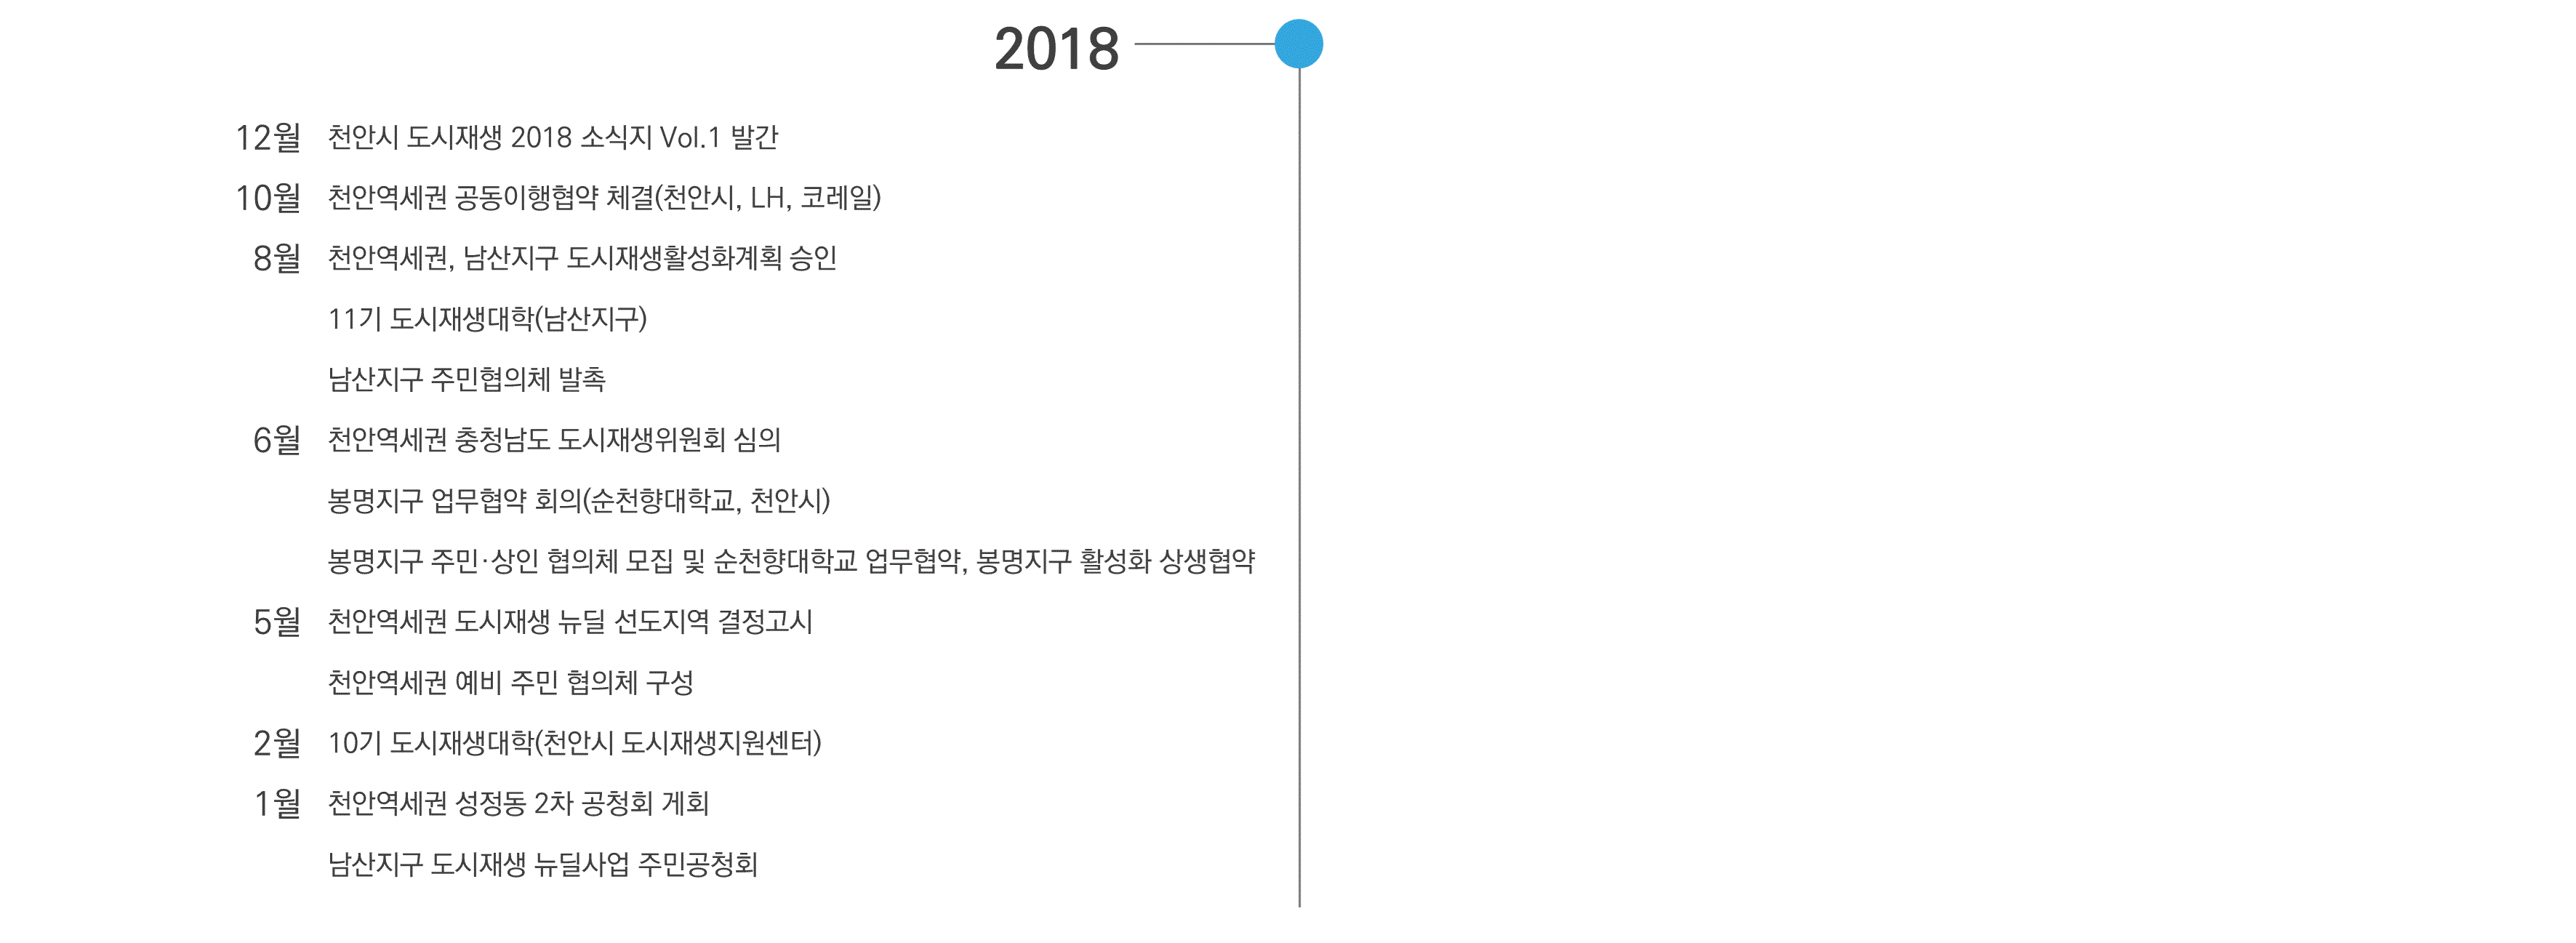 2018
12월 천안시 도시재생 2018 소식지 Vol.1 발간
10월 천안역세권 공동이행협약 체결(천안시, LH, 코레일)
8월 천안역세권, 남산지구 도시재생활성화계획 승인
11기 도시재생대학(남산지구)
남산지구 주민협의체 발촉
6월 천안역세권 충청남도 도시재생위원회 심의
봉명지구 업무협약 회의(순천향대학교, 천안시)
봉명지구 주민·상인 협의체 모집 및 순천향대학교 업무협약, 봉명지구 활성화 상생협약
5월 천안역세권 도시재생 뉴딜 선도지역 결정고시
천안역세권 예비 주민 협의체 구성
2월 10기 도시재생대학(천안시 도시재생지원센터)
1월 천안역세권 성정동 2차 공청회 게회
남산지구 도시재생 뉴딜사업 주민공청회